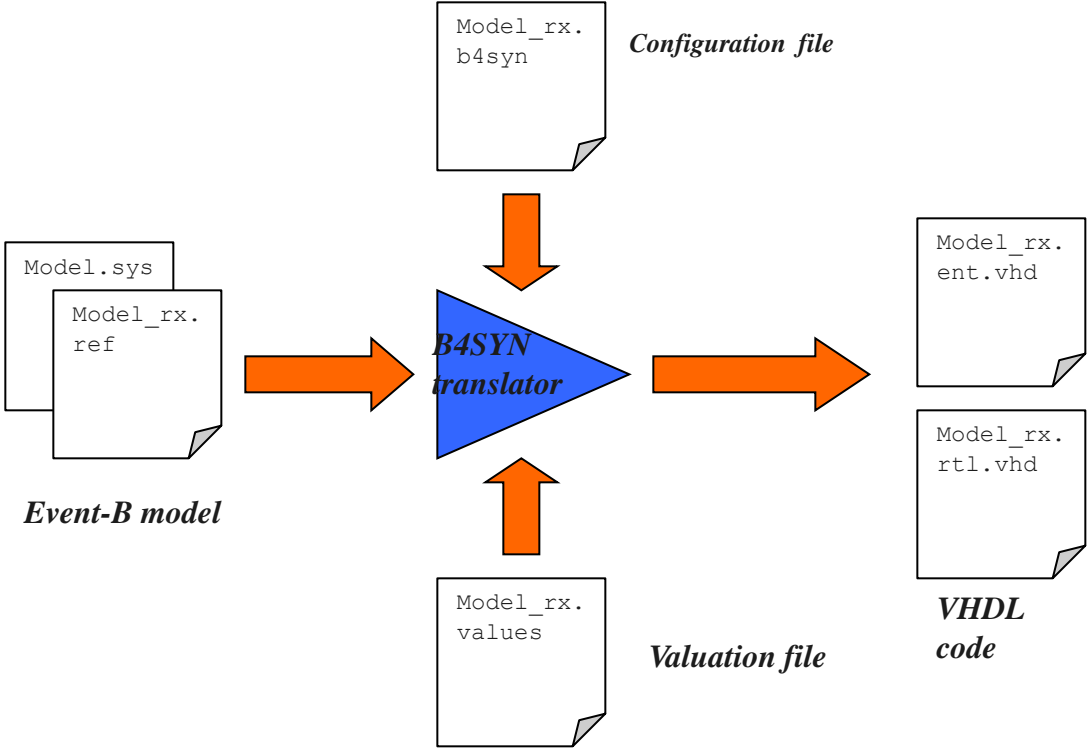 Model_rx.
b4syn
Configuration file
Model.sys
Model_rx.
ref
Event-B model
B4SYN
translator
Model_rx.
ent.vhd
Model_rx.
rtl.vhd
VHDL
code
Model_rx.
values
Valuation file